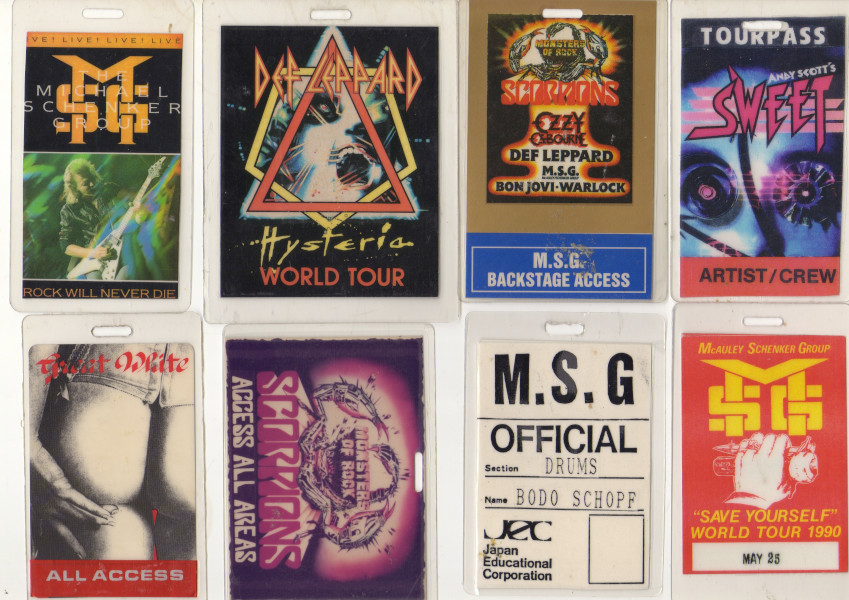 VE! LIVE! LIVE! LIVE
THE
MICHAEL
SCHENKER
GROUP
MSG
ROCK WILL NEVER DIE
DEF LEPPARD
Hysteria
WORLD TOUR
MONSTERS
OF ROCK
SCORPIONS
OZZY
OSBOURNE
DEF LEPPARD
M.S.G.
BON JOVI·WARLOCK
M.S.G.
BACKSTAGE ACCESS
TOURPASS
ANDY SCOTT'S
SWEET
ARTIST/CREW
Great White
ALL ACCESS
MONSTERS
OF ROCK
SCORPIONS
ACCESS ALL AREAS
M.S.G
OFFICIAL
Section DRUMS
Name BODO SCHOPF
JEC
Japan
Educational
Corporation
MCAULEY SCHENKER GROUP
MSG
"SAVE YOURSELF"
WORLD TOUR 1990
MAY 25